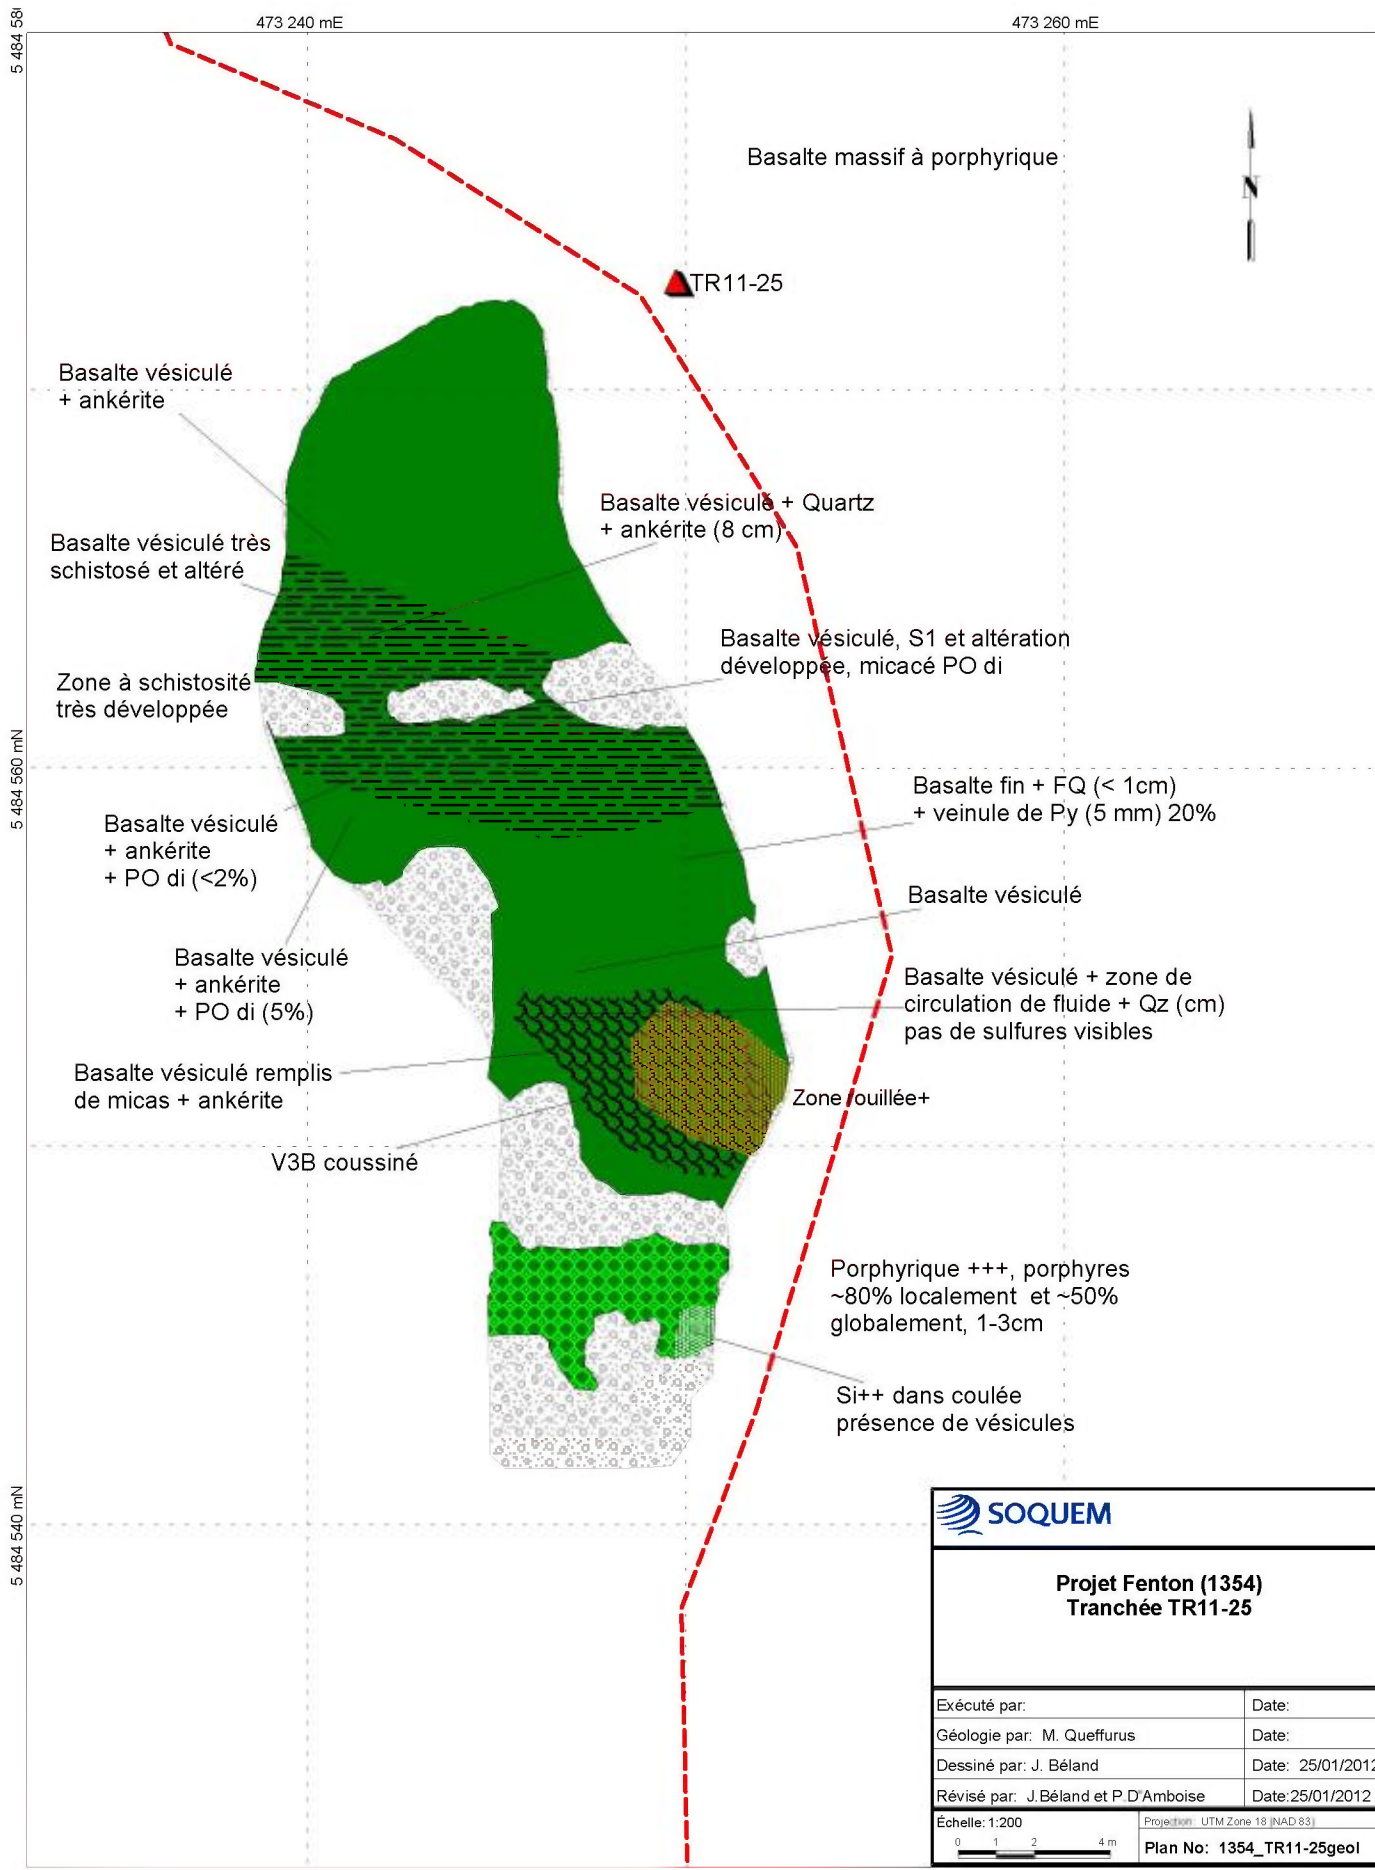 473 240 mE
473 260 mE
5 484 58
Basalte massif à porphyrique
N
TR11-25
Basalte vésiculé
+ ankérite
Basalte vésiculé + Quartz
+ ankérite (8 cm)
Basalte vésiculé très
schistosé et altéré
Basalte vésiculé, S1 et altération
développée, micacé PO di
Zone à schistosité
très développée
5 484 560 mN
Basalte fin + FQ (< 1cm)
+ veinule de Py (5 mm) 20%
Basalte vésiculé
+ ankérite
+ PO di (<2%)
Basalte vésiculé
Basalte vésiculé
+ ankérite
+ PO di (5%)
Basalte vésiculé + zone de
circulation de fluide + Qz (cm)
pas de sulfures visibles
Basalte vésiculé remplis
de micas + ankérite
Zone rouillée+
V3B coussiné
Porphyrique +++, porphyres
~80% localement et ~50%
globalement, 1-3cm
Si++ dans coulée
présence de vésicules
5 484 540 mN
SOQUEM
Projet Fenton (1354)
Tranchée TR11-25
Exécuté par: Date:
Géologie par: M. Queffurus Date:
Dessiné par: J. Béland Date: 25/01/2012
Révisé par: J.Béland et P.D'Amboise Date:25/01/2012
Échelle: 1:200
0 1 2 4 m
Projection: UTM Zone 18 (NAD 83)
Plan No: 1354_TR11-25geol